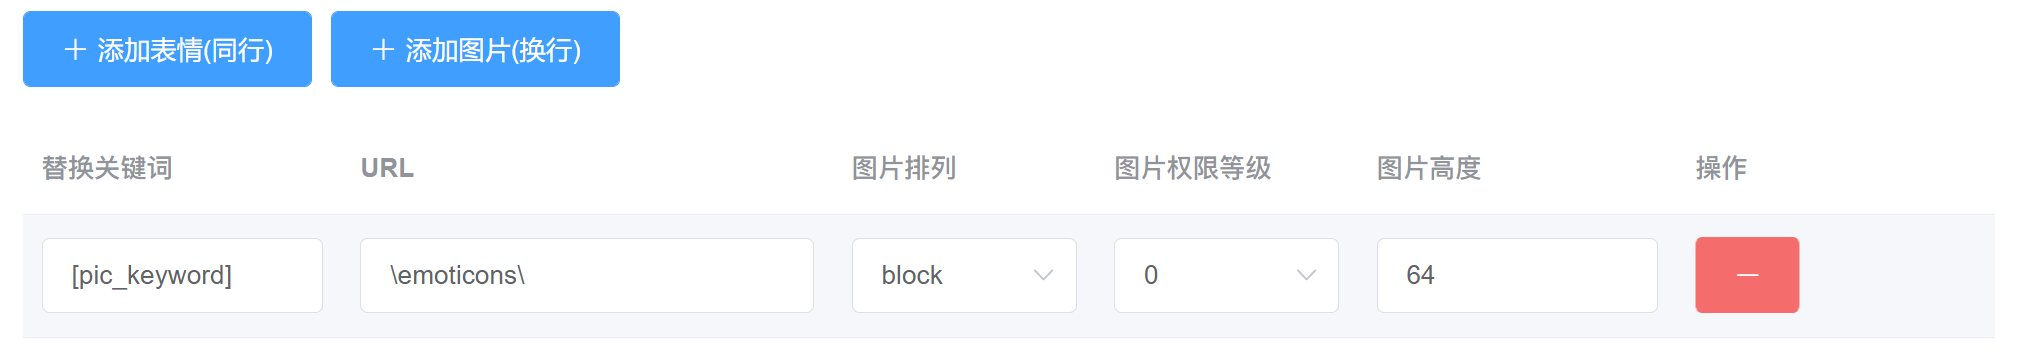 添加表情(同行) 添加图片(换行)
替换关键词 URL 图片排列 图片权限等级 图片高度 操作
[pic_keyword] \emoticons\ block 0 64